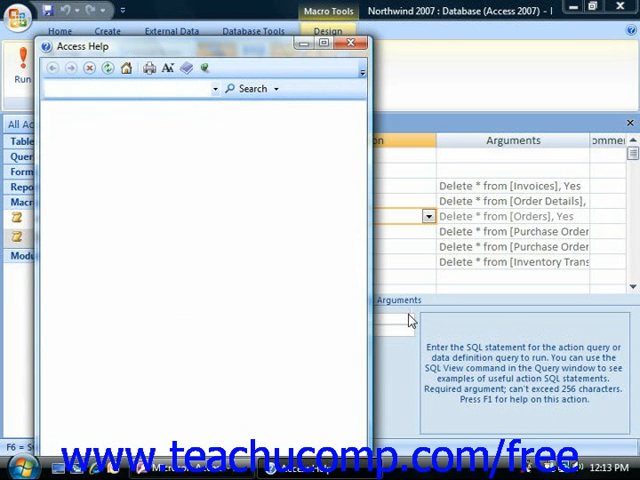 Macro Tools
Northwind 2007 : Database (Access 2007) -
Home Create External Data Database Tools Design
Access Help
Run
Search
All Ac
Arguments
Table
Quer
Form
Repo
Macr
Modu
Delete * from [Invoices], Yes
Delete * from [Order Details],
Delete * from [Orders], Yes
Delete * from [Purchase Order
Delete * from [Purchase Order
Delete * from [Inventory Trans
Arguments
Enter the SQL statement for the action query or
data definition query to run. You can use the
SQL View command in the Query window to see
examples of useful action SQL statements.
Required argument; can't exceed 256 characters.
Press F1 for help on this action.
F6 =
www.teachucomp.com/free
12:13 PM